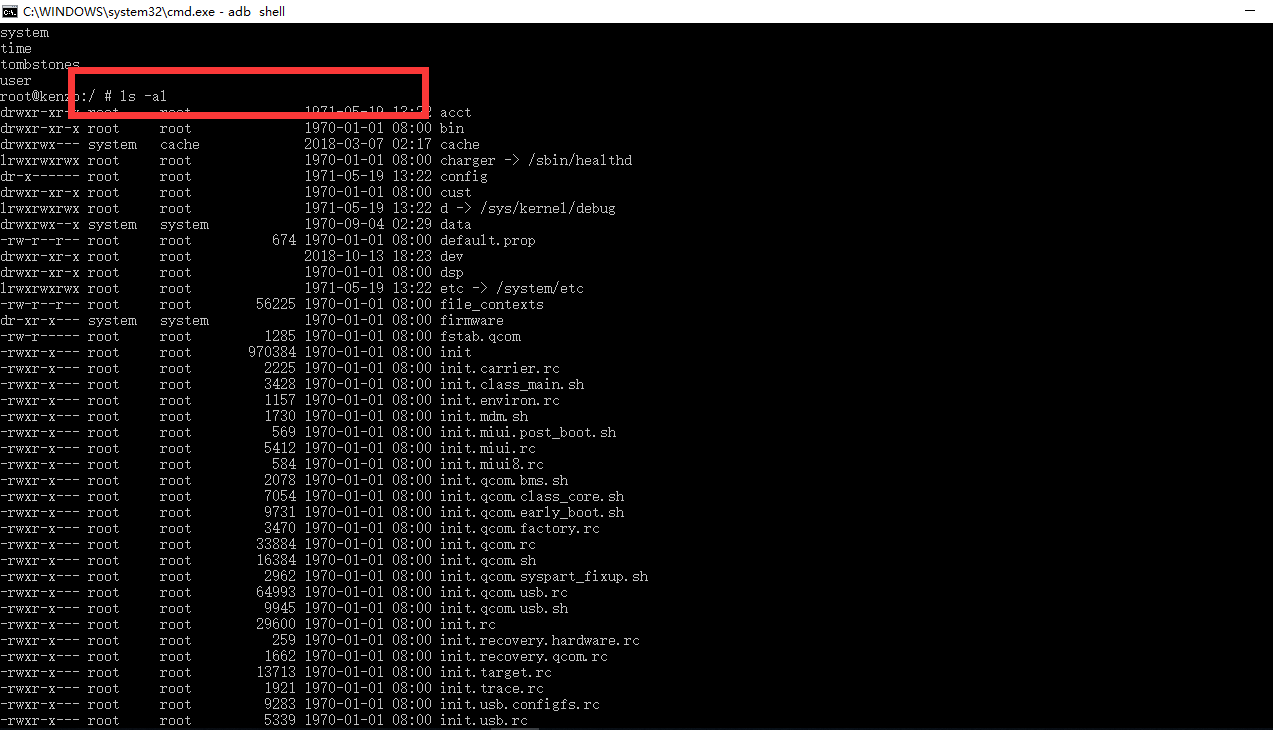 C:\WINDOWS\system32\cmd.exe - adb shell
system
time
tombstones
user
root@kenzo:/ # ls -al
drwxr-xr-x root root 1971-05-19 13:22 acct
drwxr-xr-x root root 1970-01-01 08:00 bin
drwxrwx--- system cache 2018-03-07 02:17 cache
lrwxrwxrwx root root 1970-01-01 08:00 charger -> /sbin/healthd
dr-x------ root root 1971-05-19 13:22 config
drwxr-xr-x root root 1970-01-01 08:00 cust
lrwxrwxrwx root root 1971-05-19 13:22 d -> /sys/kernel/debug
drwxrwx--x system system 1970-09-04 02:29 data
-rw-r--r-- root root 674 1970-01-01 08:00 default.prop
drwxr-xr-x root root 2018-10-13 18:23 dev
drwxr-xr-x root root 1970-01-01 08:00 dsp
lrwxrwxrwx root root 1971-05-19 13:22 etc -> /system/etc
-rw-r--r-- root root 56225 1970-01-01 08:00 file_contexts
dr-xr-x--- system system 1970-01-01 08:00 firmware
-rw-r----- root root 1285 1970-01-01 08:00 fstab.qcom
-rwxr-x--- root root 970384 1970-01-01 08:00 init
-rwxr-x--- root root 2225 1970-01-01 08:00 init.carrier.rc
-rwxr-x--- root root 3428 1970-01-01 08:00 init.class_main.sh
-rwxr-x--- root root 1157 1970-01-01 08:00 init.environ.rc
-rwxr-x--- root root 1730 1970-01-01 08:00 init.mdm.sh
-rwxr-x--- root root 569 1970-01-01 08:00 init.miui.post_boot.sh
-rwxr-x--- root root 5412 1970-01-01 08:00 init.miui.rc
-rwxr-x--- root root 584 1970-01-01 08:00 init.miui8.rc
-rwxr-x--- root root 2078 1970-01-01 08:00 init.qcom.bms.sh
-rwxr-x--- root root 7054 1970-01-01 08:00 init.qcom.class_core.sh
-rwxr-x--- root root 9731 1970-01-01 08:00 init.qcom.early_boot.sh
-rwxr-x--- root root 3470 1970-01-01 08:00 init.qcom.factory.rc
-rwxr-x--- root root 33884 1970-01-01 08:00 init.qcom.rc
-rwxr-x--- root root 16384 1970-01-01 08:00 init.qcom.sh
-rwxr-x--- root root 2962 1970-01-01 08:00 init.qcom.syspart_fixup.sh
-rwxr-x--- root root 64993 1970-01-01 08:00 init.qcom.usb.rc
-rwxr-x--- root root 9945 1970-01-01 08:00 init.qcom.usb.sh
-rwxr-x--- root root 29600 1970-01-01 08:00 init.rc
-rwxr-x--- root root 259 1970-01-01 08:00 init.recovery.hardware.rc
-rwxr-x--- root root 1662 1970-01-01 08:00 init.recovery.qcom.rc
-rwxr-x--- root root 13713 1970-01-01 08:00 init.target.rc
-rwxr-x--- root root 1921 1970-01-01 08:00 init.trace.rc
-rwxr-x--- root root 9283 1970-01-01 08:00 init.usb.configfs.rc
-rwxr-x--- root root 5339 1970-01-01 08:00 init.usb.rc